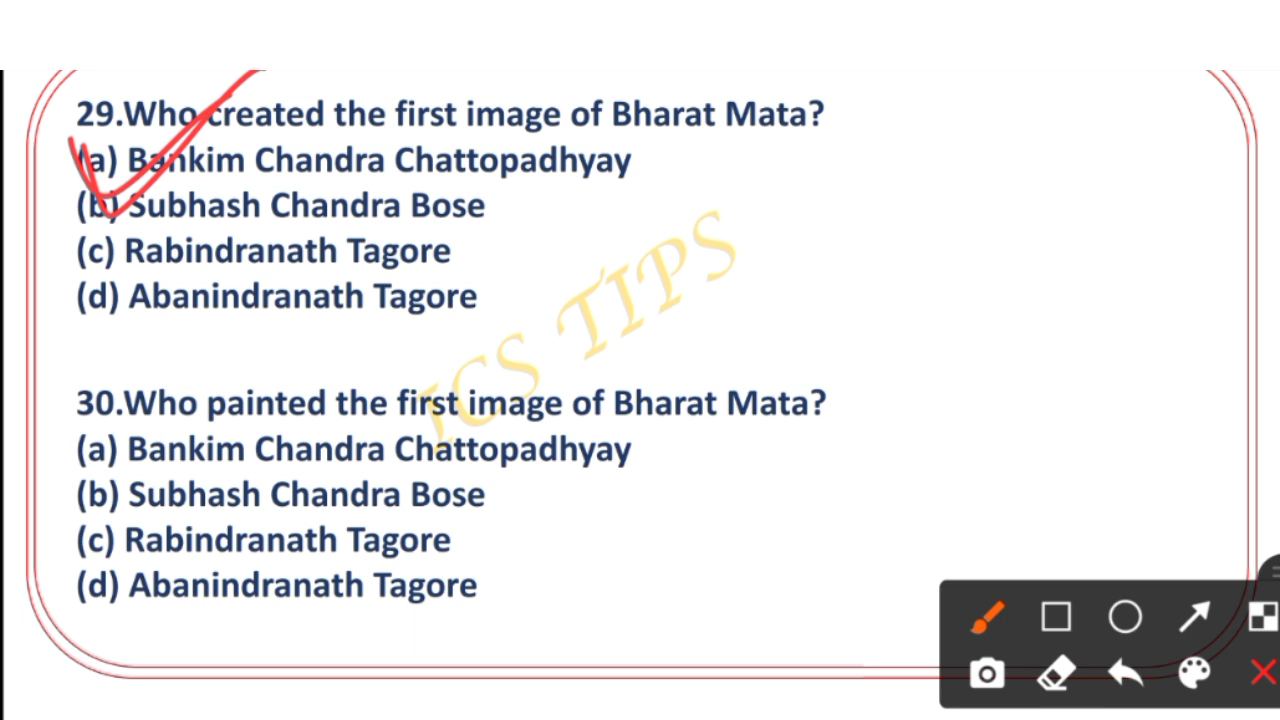 29.Who created the first image of Bharat Mata?
(a) Bankim Chandra Chattopadhyay
(b) Subhash Chandra Bose
(c) Rabindranath Tagore
(d) Abanindranath Tagore
ICS TIPS
30.Who painted the first image of Bharat Mata?
(a) Bankim Chandra Chattopadhyay
(b) Subhash Chandra Bose
(c) Rabindranath Tagore
(d) Abanindranath Tagore